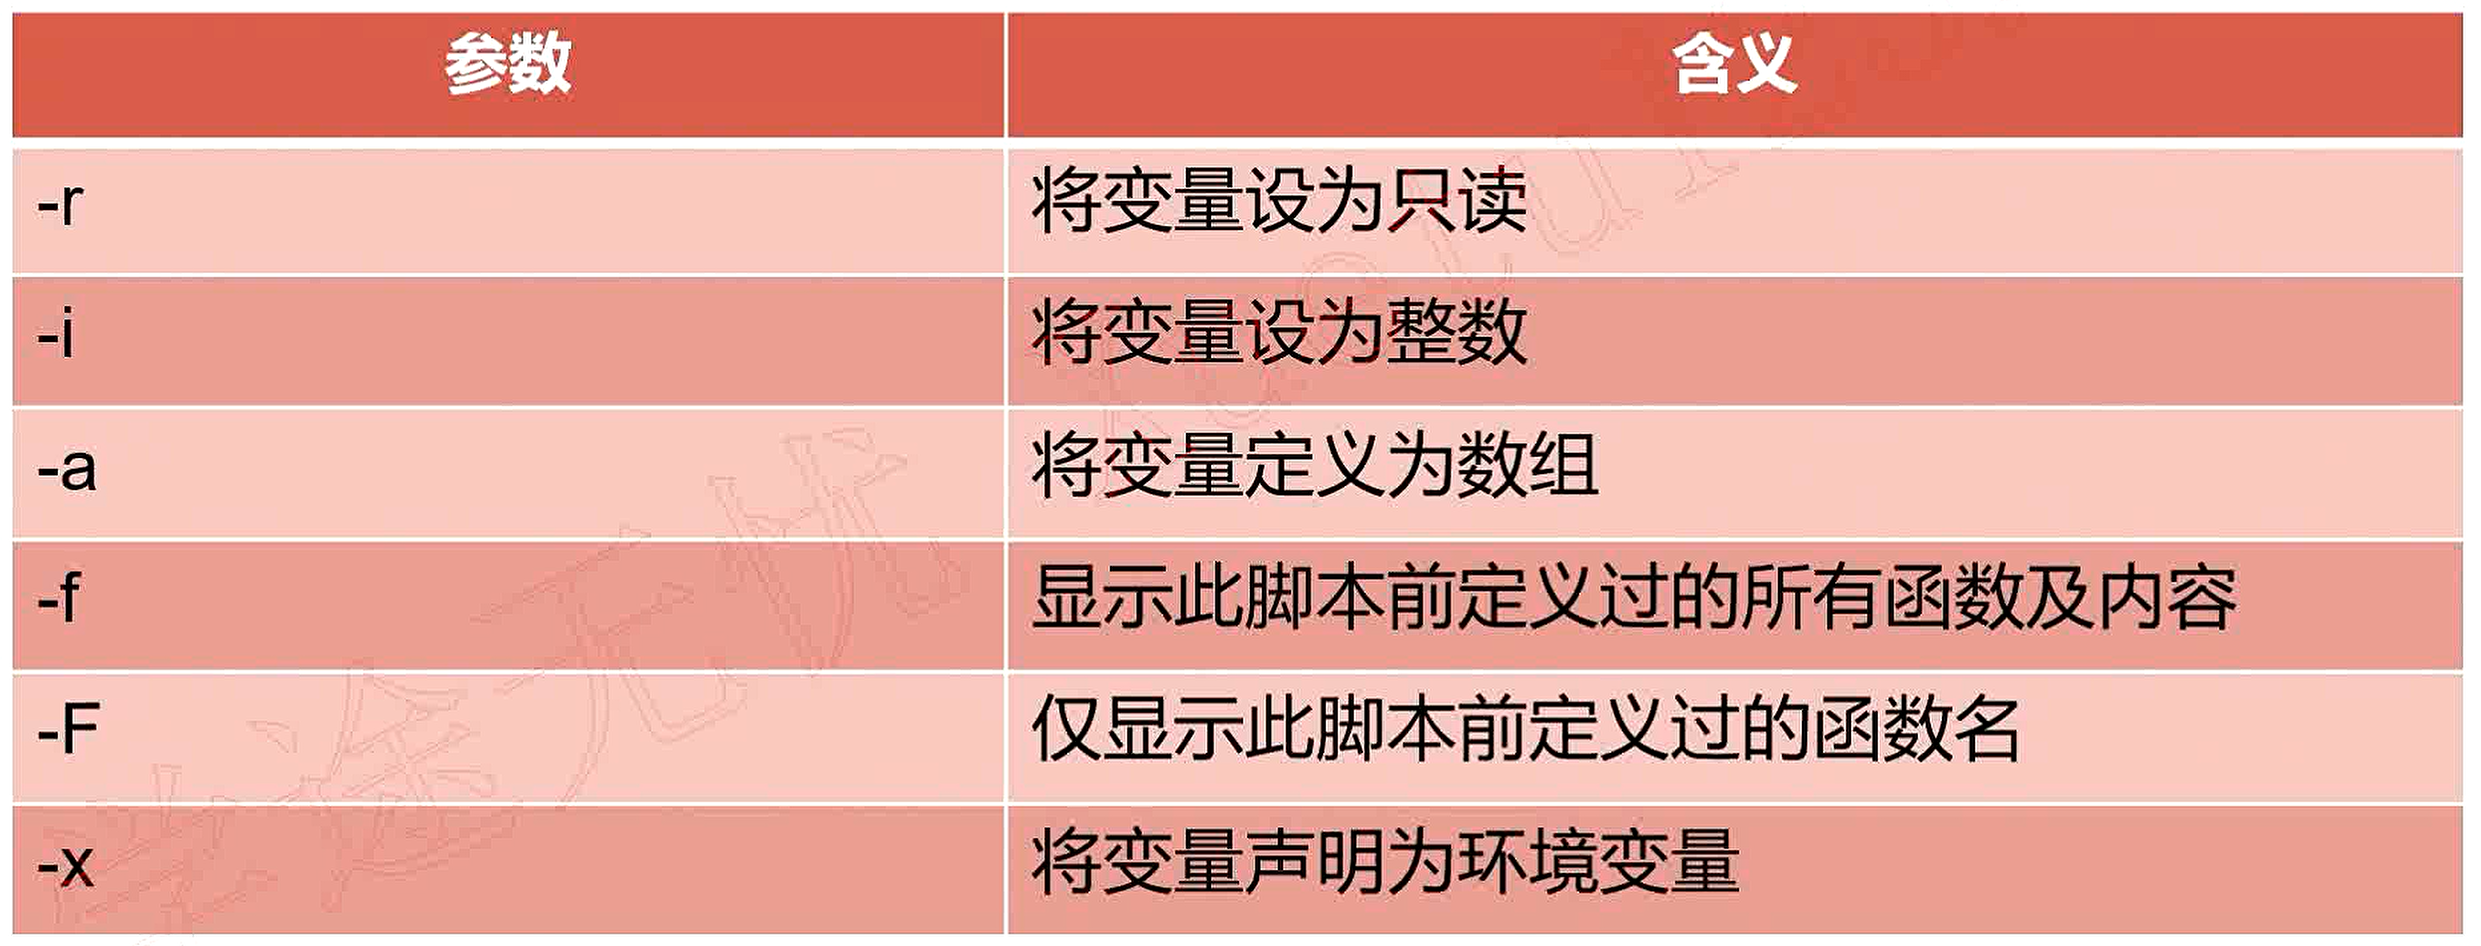 参数 含义
-r 将变量设为只读
-i 将变量设为整数
-a 将变量定义为数组
-f 显示此脚本前定义过的所有函数及内容
-F 仅显示此脚本前定义过的函数名
-x 将变量声明为环境变量